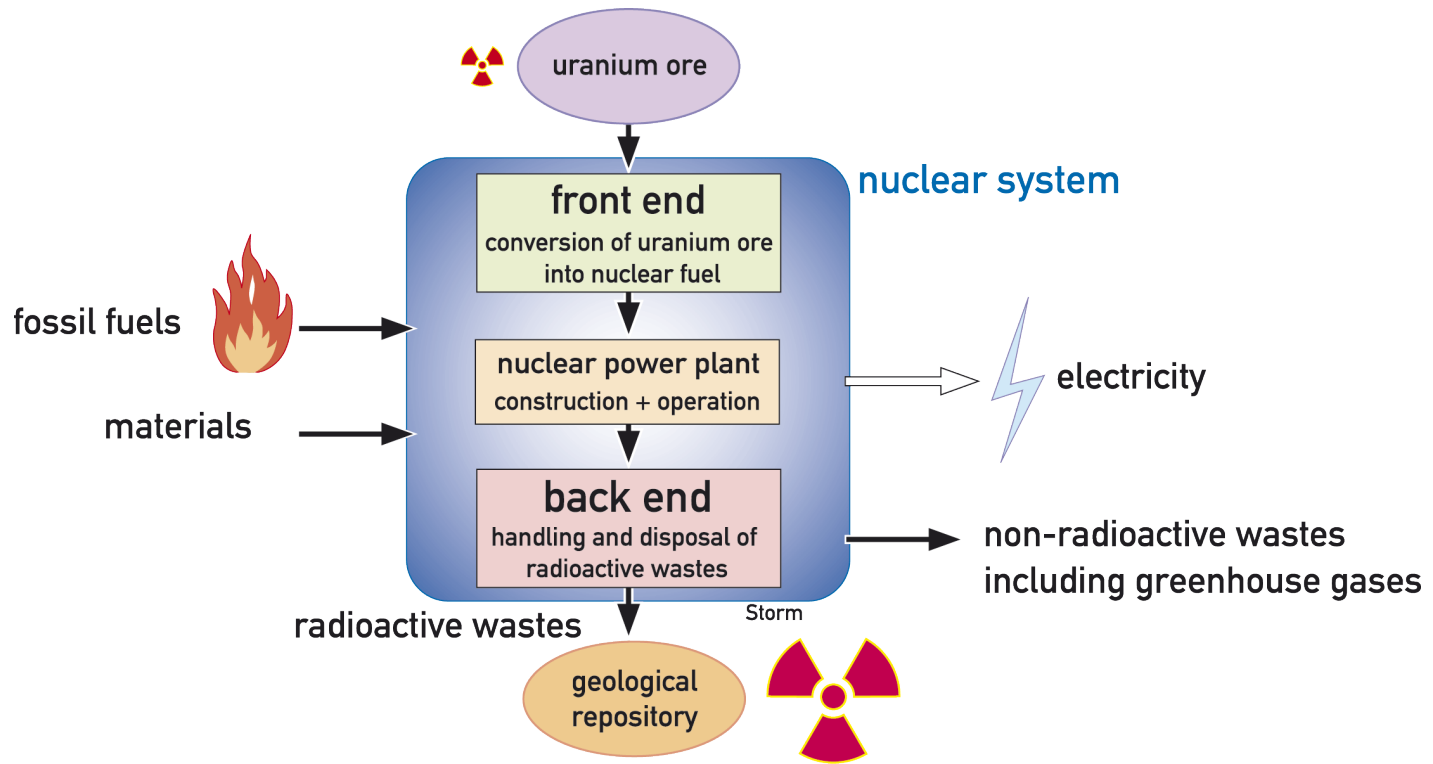 uranium ore
nuclear system
front end
conversion of uranium ore
into nuclear fuel
fossil fuels
nuclear power plant
construction + operation
electricity
materials
back end
handling and disposal of
radioactive wastes
non-radioactive wastes
including greenhouse gases
Storm
radioactive wastes
geological
repository